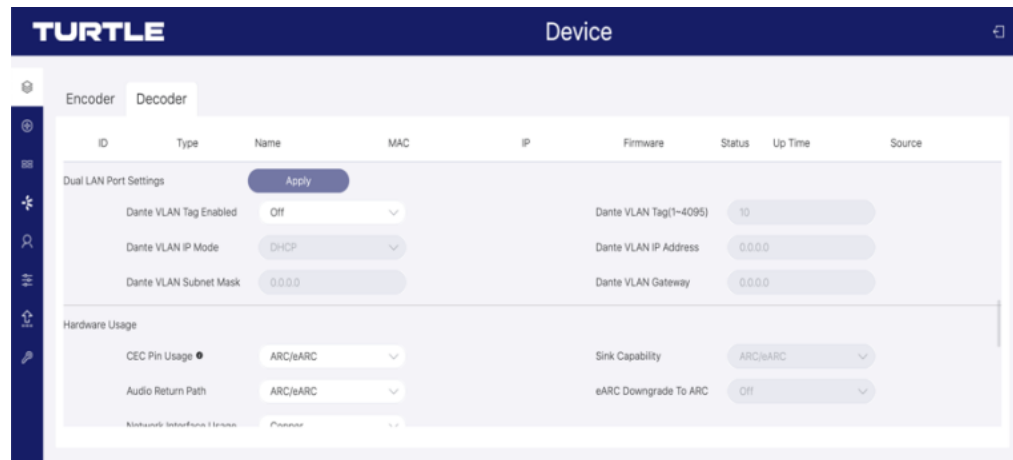 TURTLE Device
Encoder Decoder
ID Type Name MAC IP Firmware Status Up Time Source
Dual LAN Port Settings Apply
Dante VLAN Tag Enabled Off Dante VLAN Tag(1~4095) 10
Dante VLAN IP Mode DHCP Dante VLAN IP Address 0.0.0.0
Dante VLAN Subnet Mask 0.0.0.0 Dante VLAN Gateway 0.0.0.0
Hardware Usage
CEC Pin Usage ARC/eARC Sink Capability ARC/eARC
Audio Return Path ARC/eARC eARC Downgrade To ARC Off
Network Interface Usage Copper